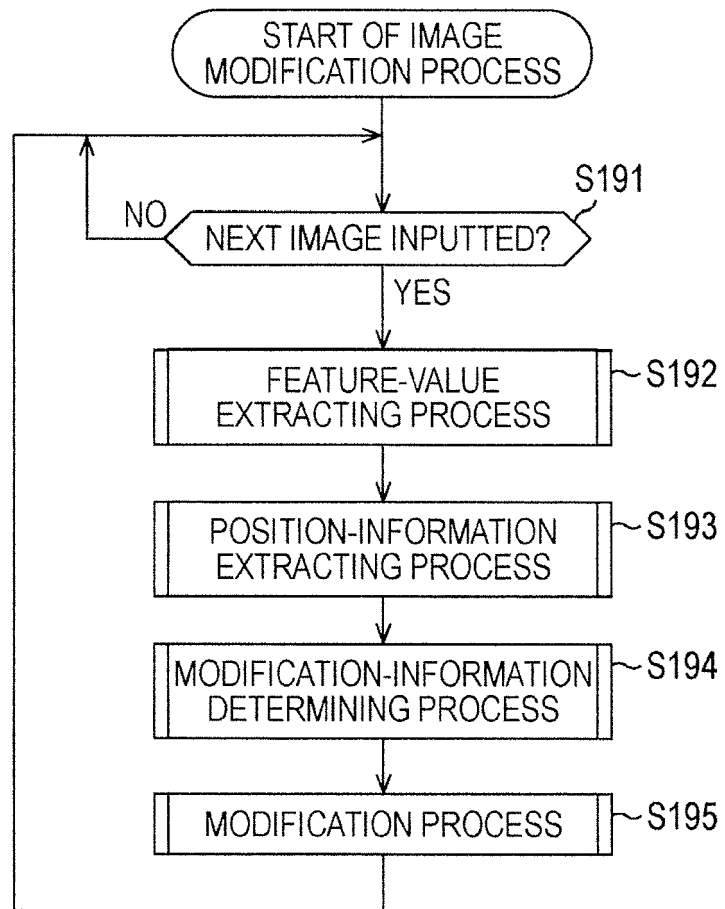 START OF IMAGE
MODIFICATION PROCESS
S191
NO
NEXT IMAGE INPUTTED?
YES
FEATURE-VALUE
EXTRACTING PROCESS
S192
POSITION-INFORMATION
EXTRACTING PROCESS
S193
MODIFICATION-INFORMATION
DETERMINING PROCESS
S194
MODIFICATION PROCESS
S195